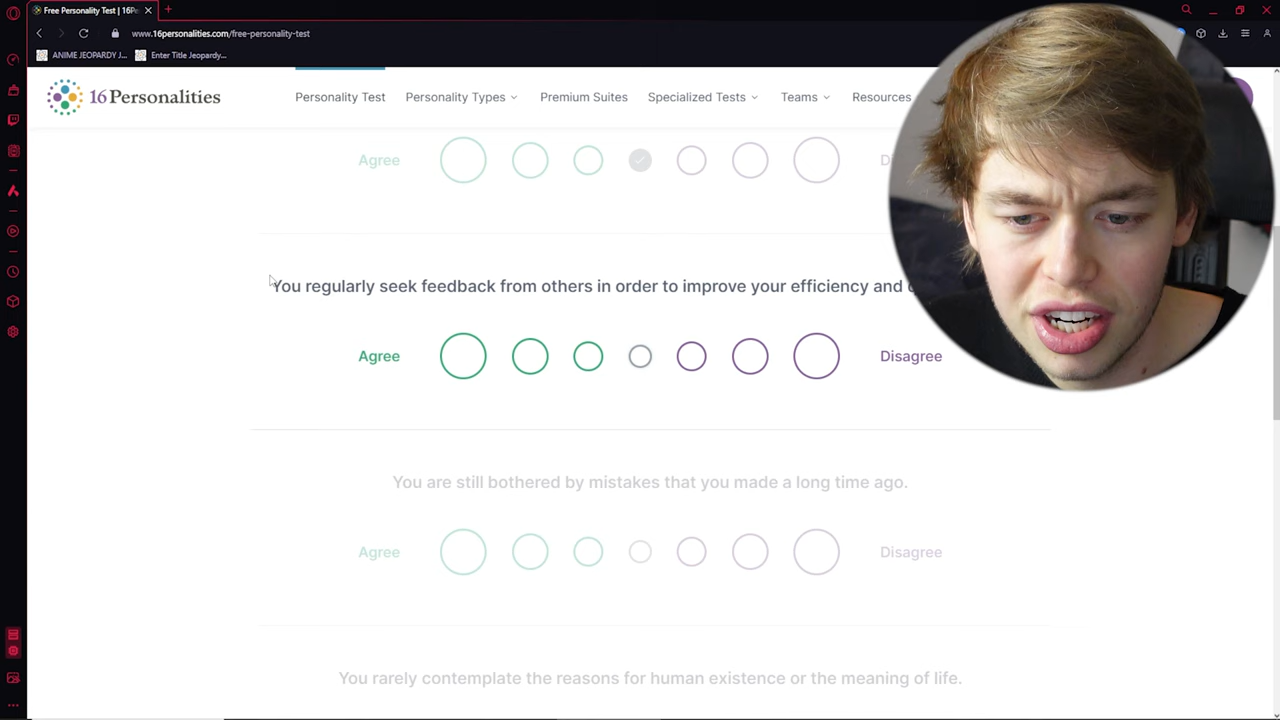 Free Personality Test | 16P
www.16personalities.com/free-personality-test
ANIME JEOPARDY J... Enter Title Jeopardy...
16Personalities
Personality Test Personality Types Premium Suites Specialized Tests Teams Resources
Agree
You regularly seek feedback from others in order to improve your efficiency and
Agree Disagree
You are still bothered by mistakes that you made a long time ago.
Agree Disagree
You rarely contemplate the reasons for human existence or the meaning of life.